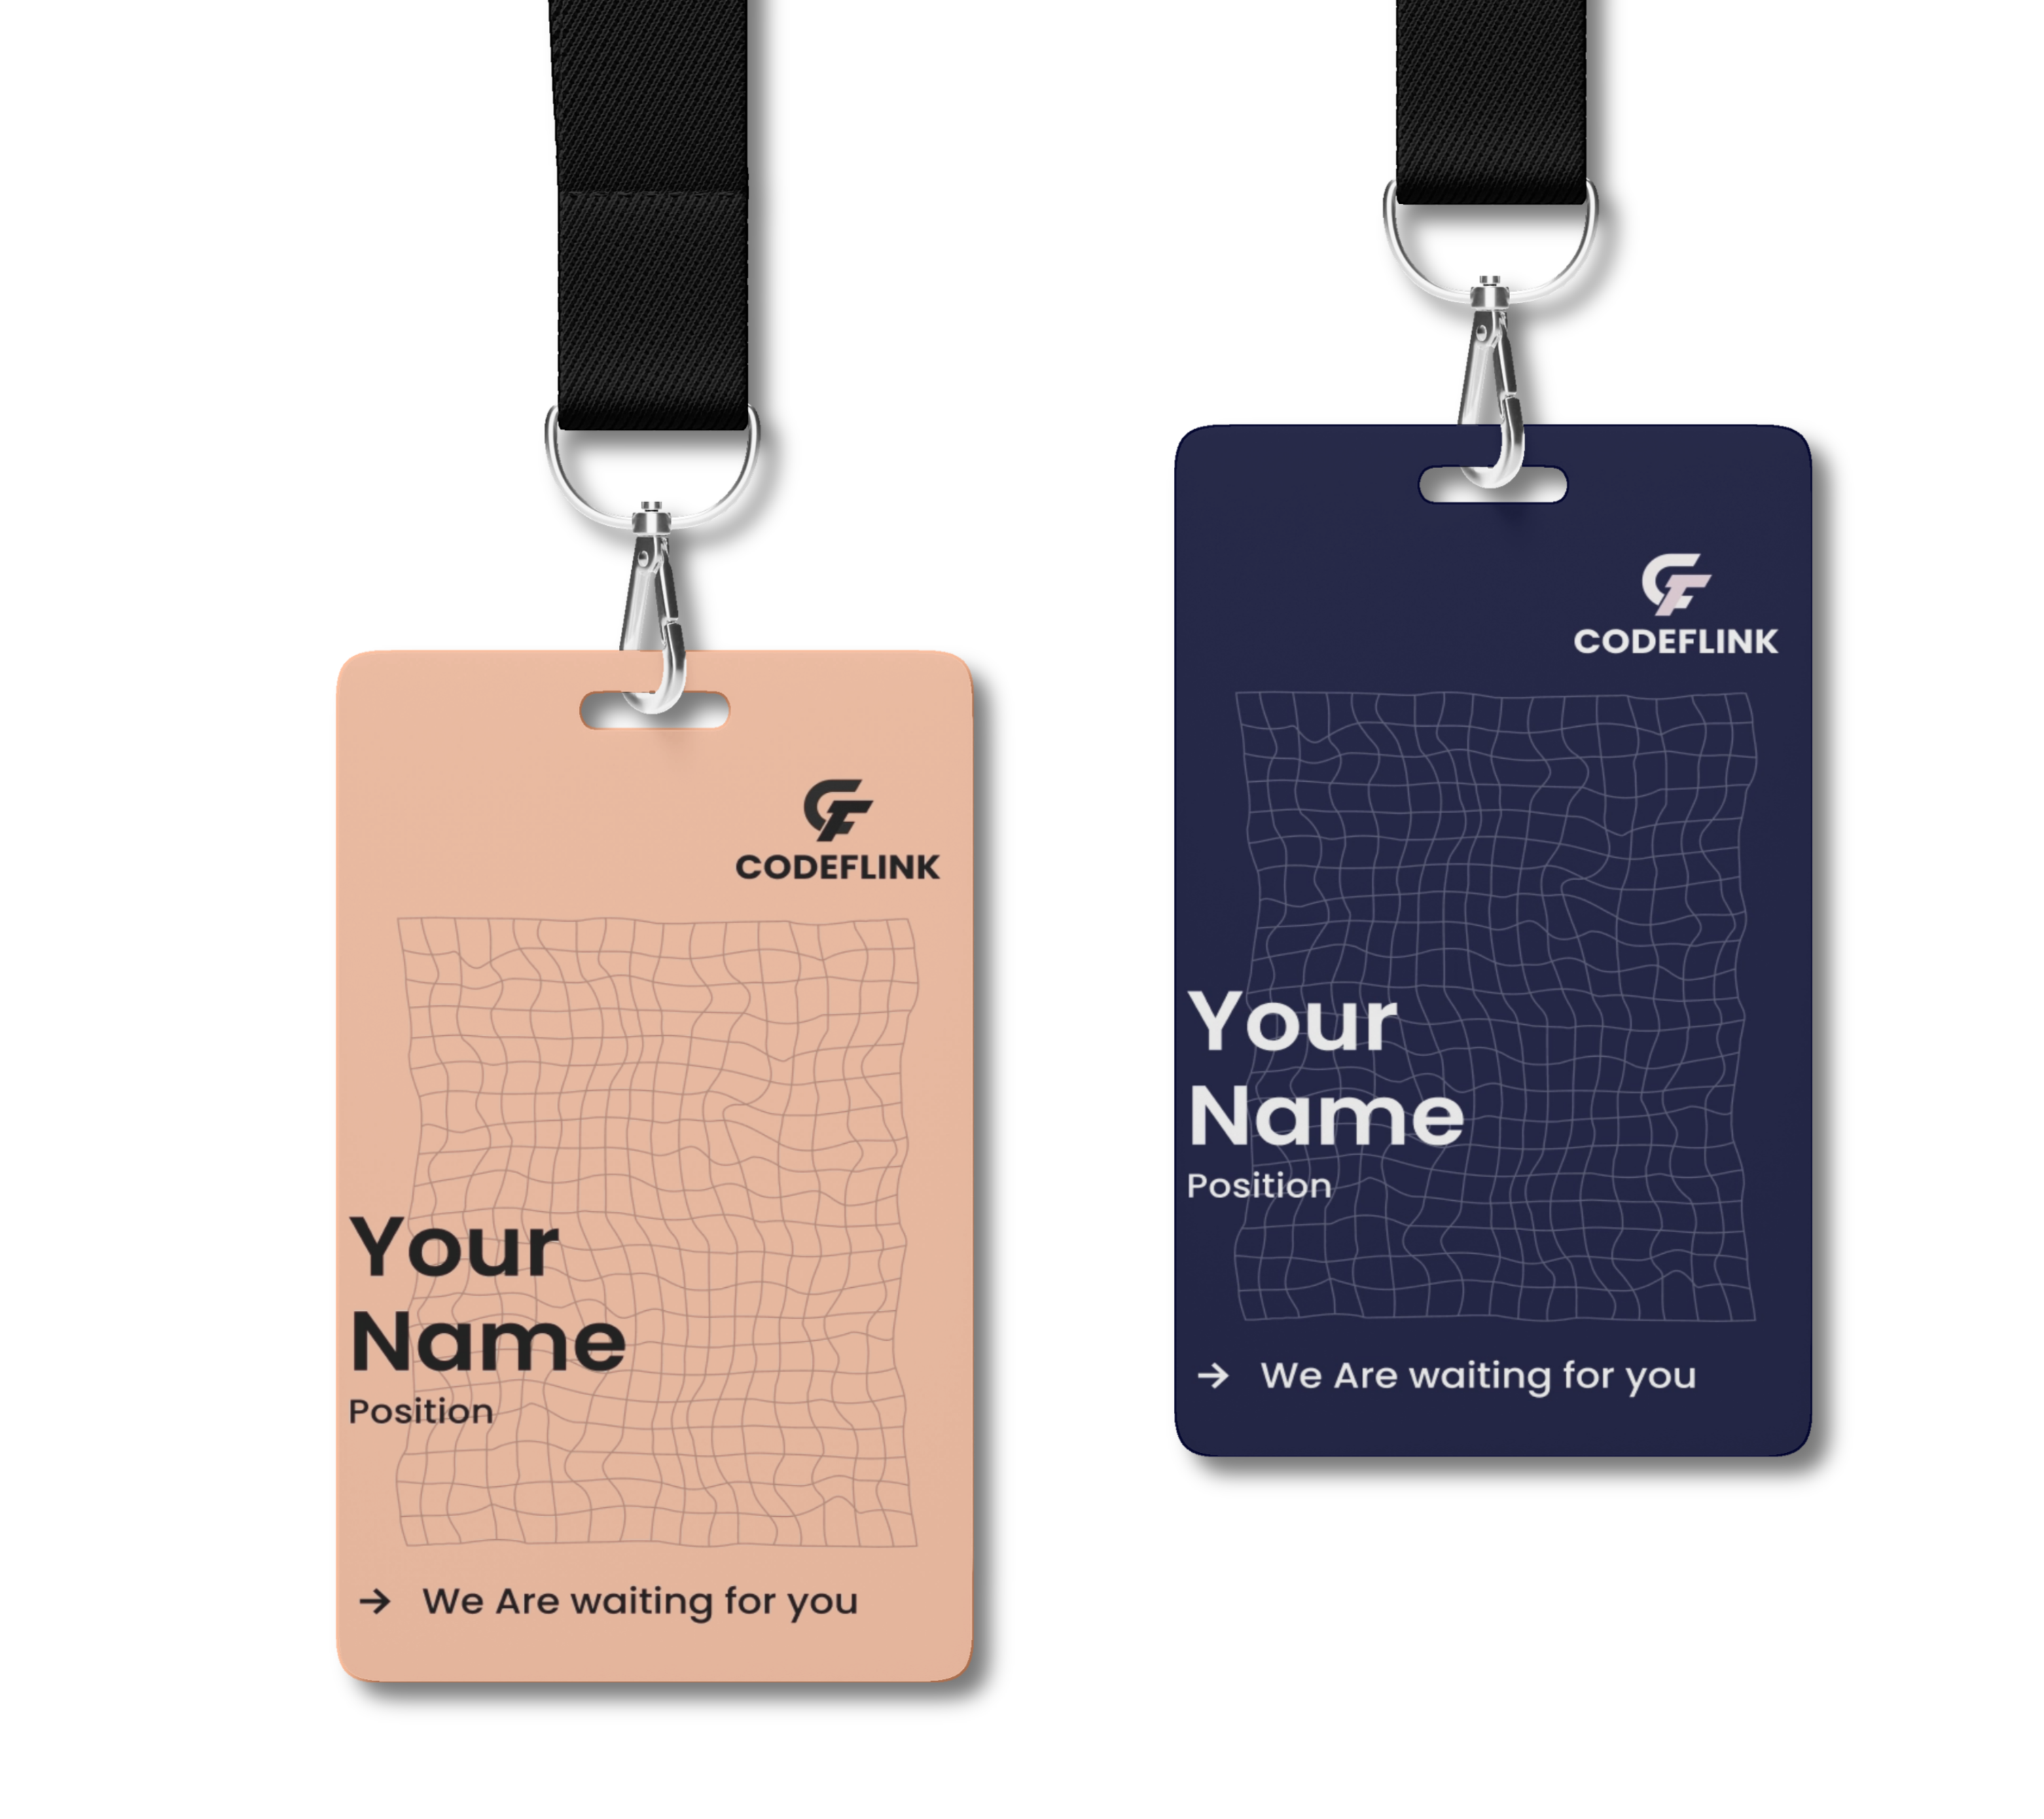 CODEFLINK
Your
Name
Position
→ We Are waiting for you
CODEFLINK
Your
Name
Position
→ We Are waiting for you